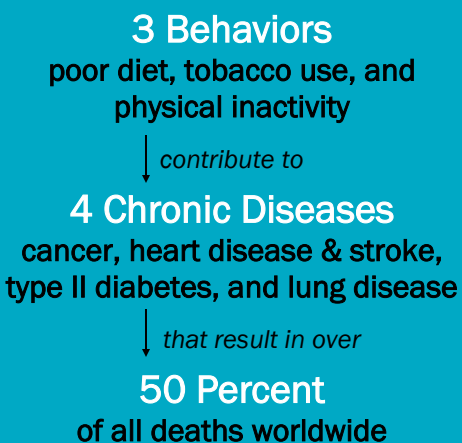 3 Behaviors
poor diet, tobacco use, and
physical inactivity
contribute to
4 Chronic Diseases
cancer, heart disease & stroke,
type II diabetes, and lung disease
that result in over
50 Percent
of all deaths worldwide